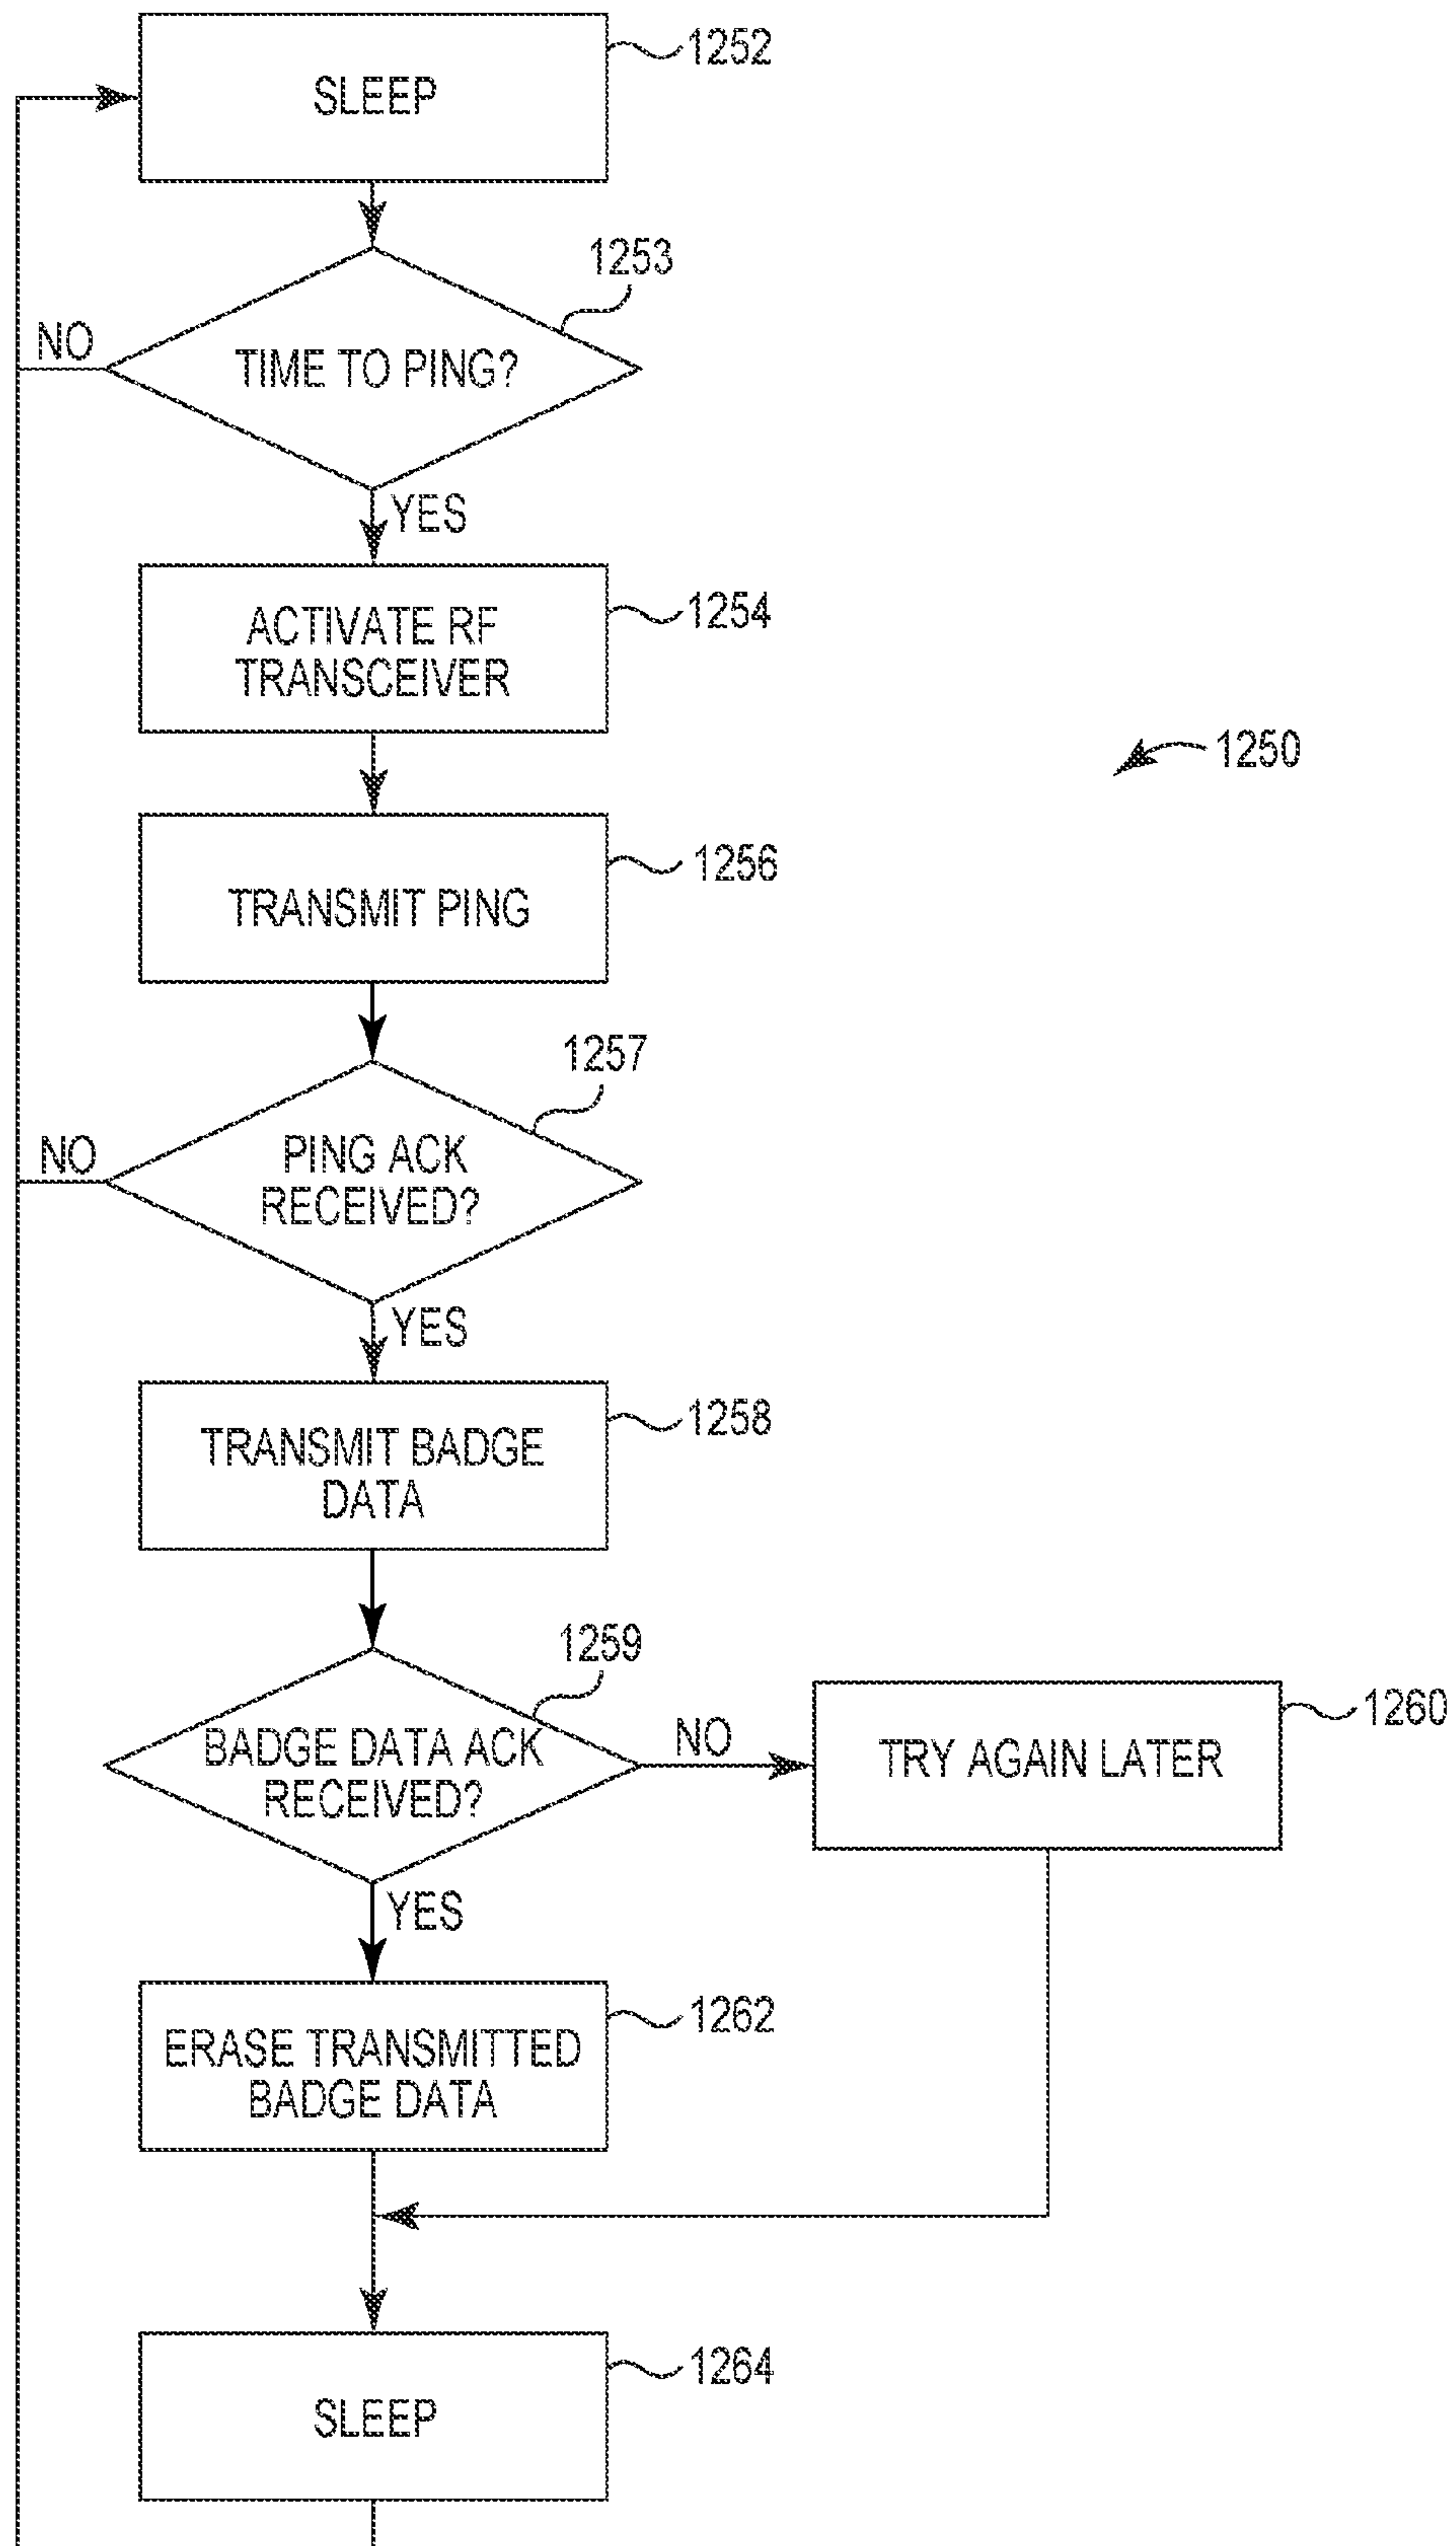 SLEEP
1252
1253
NO
TIME TO PING?
YES
ACTIVATE RF
TRANSCEIVER
1254
1250
TRANSMIT PING
1256
1257
NO
PING ACK
RECEIVED?
YES
TRANSMIT BADGE
DATA
1258
1259
BADGE DATA ACK
RECEIVED?
NO
TRY AGAIN LATER
1260
YES
ERASE TRANSMITTED
BADGE DATA
1262
SLEEP
1264